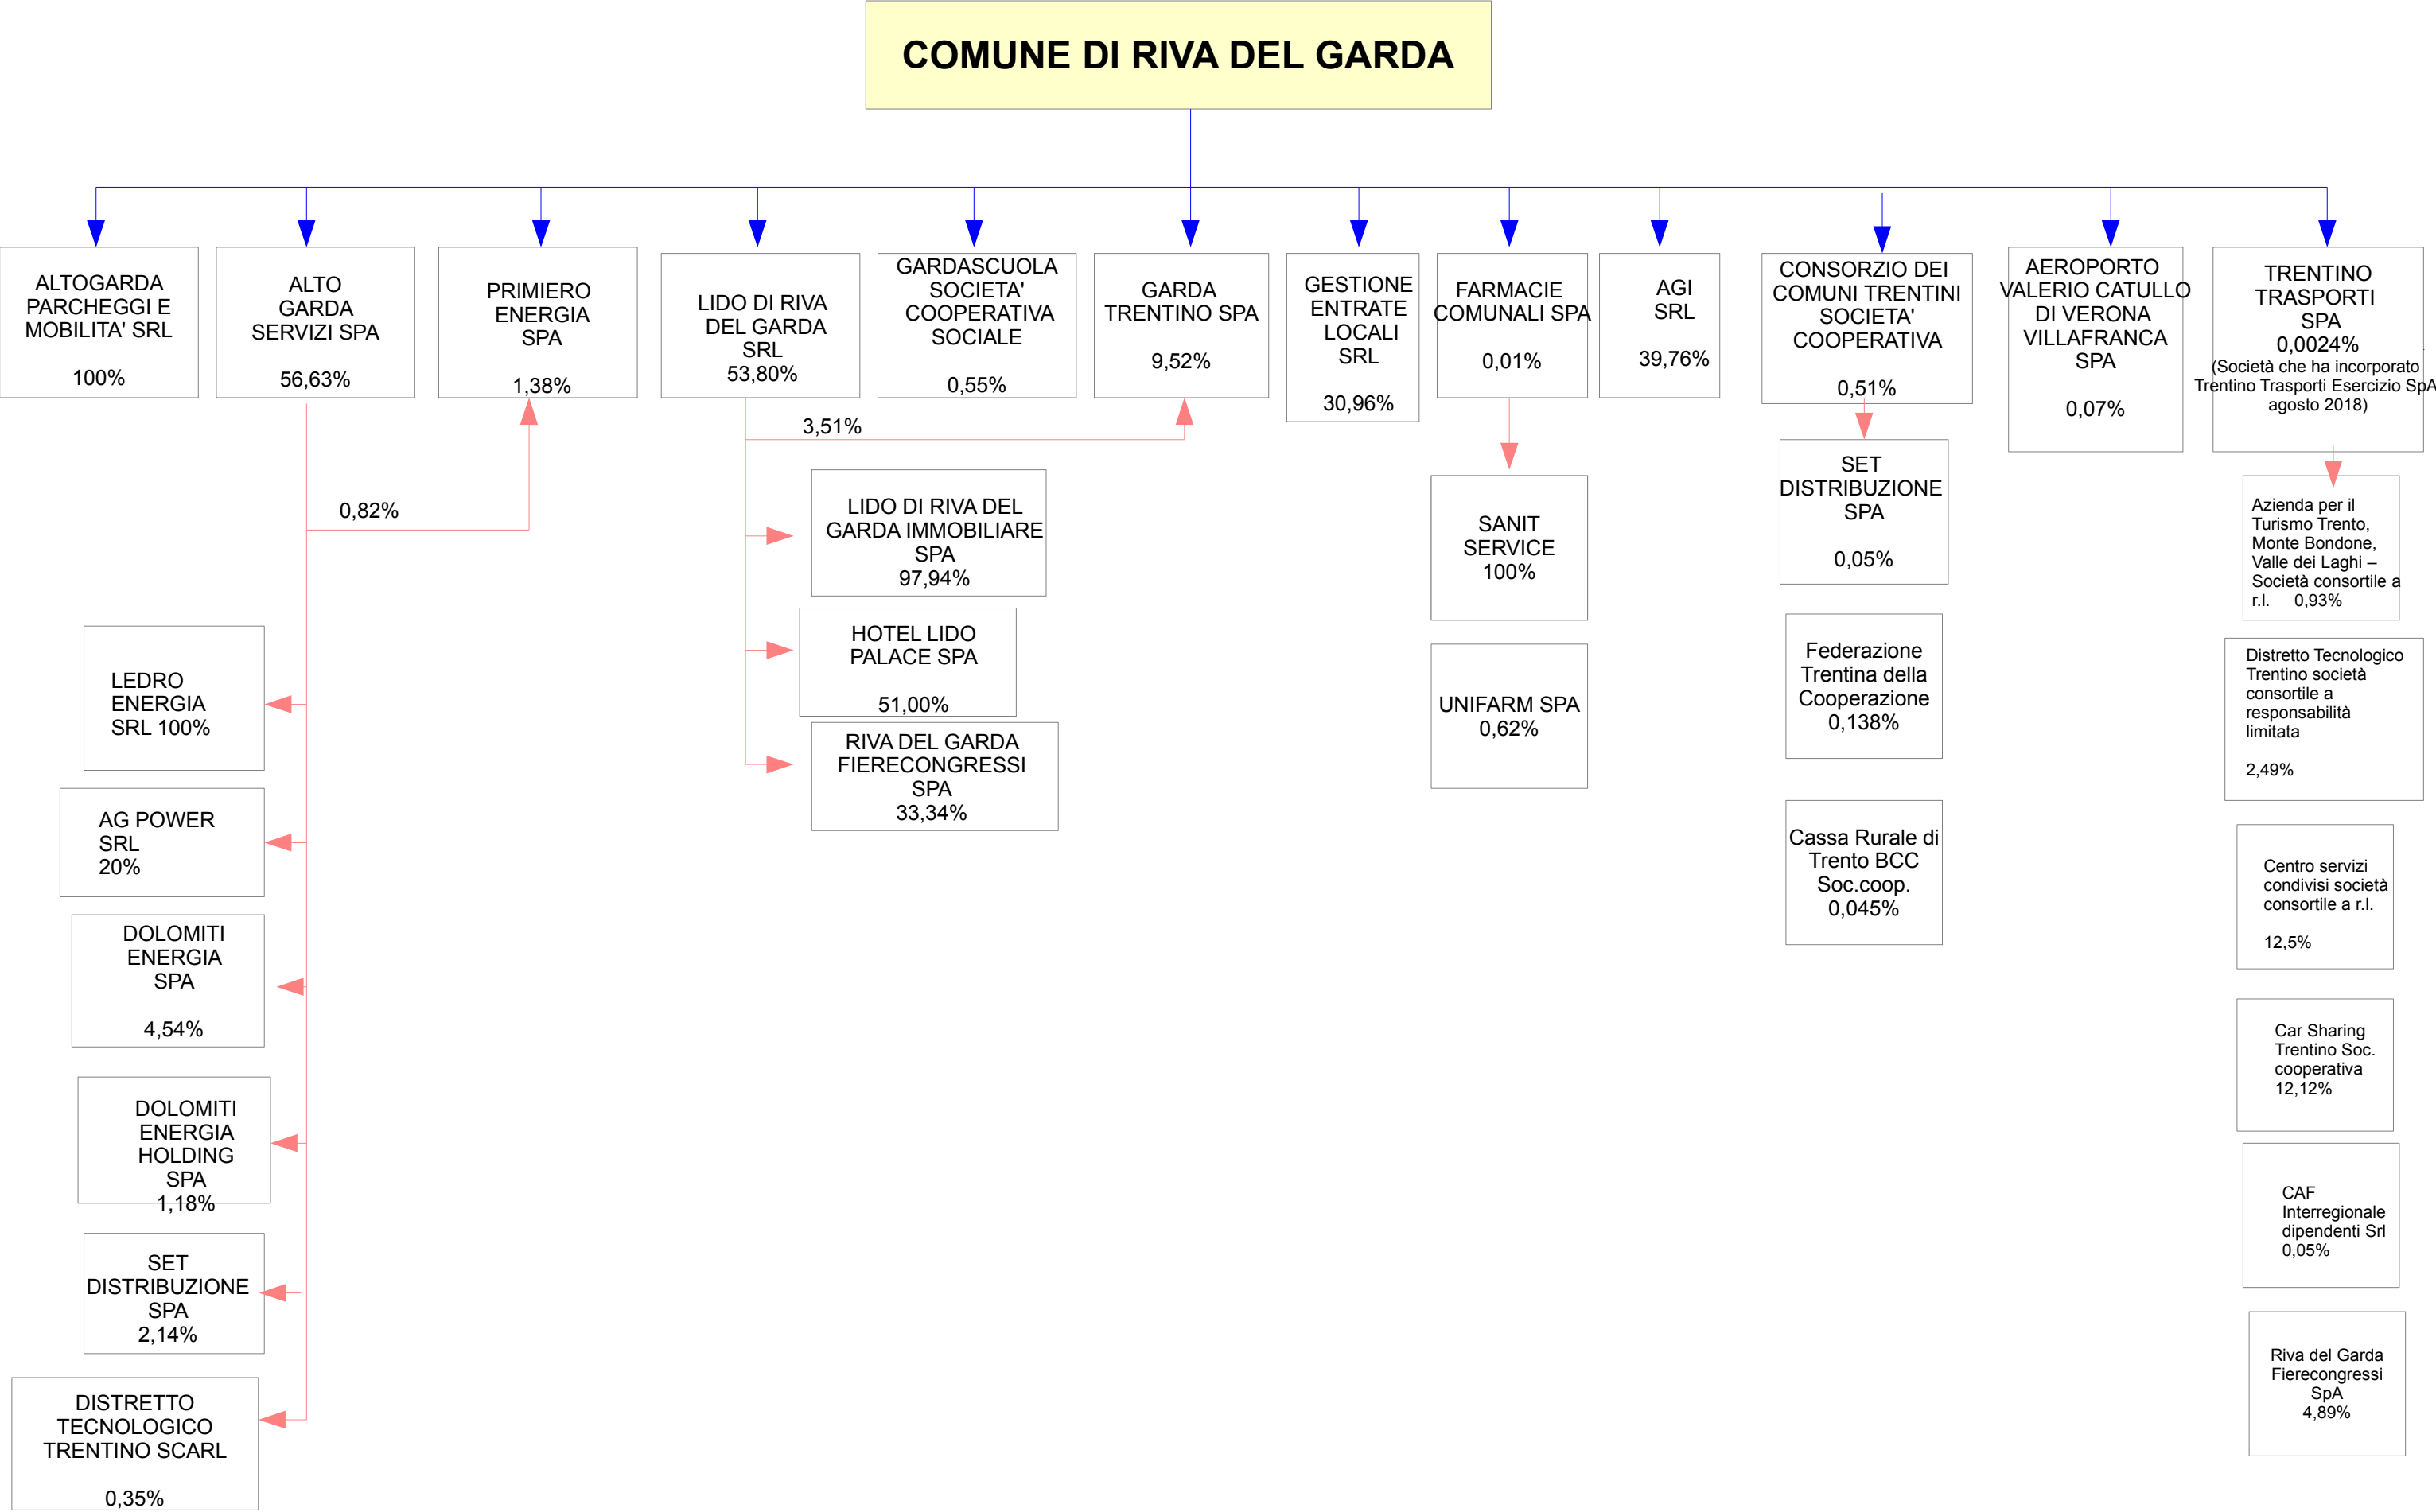 COMUNE DI RIVA DEL GARDA
ALTOGARDA
PARCHEGGI E
MOBILITA' SRL
100%
ALTO
GARDA
SERVIZI SPA
56,63%
PRIMIERO
ENERGIA
SPA
1,38%
LIDO DI RIVA
DEL GARDA
SRL
53,80%
GARDASCUOLA
SOCIETA'
COOPERATIVA
SOCIALE
0,55%
GARDA
TRENTINO SPA
9,52%
GESTIONE
ENTRATE
LOCALI
SRL
30,96%
FARMACIE
COMUNALI SPA
0,01%
AGI
SRL
39,76%
CONSORZIO DEI
COMUNI TRENTINI
SOCIETA'
COOPERATIVA
0,51%
AEROPORTO
VALERIO CATULLO
DI VERONA
VILLAFRANCA
SPA
0,07%
TRENTINO
TRASPORTI
SPA
0,0024%
(Società che ha incorporato
Trentino Trasporti Esercizio SpA
agosto 2018)
0,82%
3,51%
LEDRO
ENERGIA
SRL 100%
AG POWER
SRL
20%
DOLOMITI
ENERGIA
SPA
4,54%
DOLOMITI
ENERGIA
HOLDING
SPA
1,18%
SET
DISTRIBUZIONE
SPA
2,14%
DISTRETTO
TECNOLOGICO
TRENTINO SCARL
0,35%
LIDO DI RIVA DEL
GARDA IMMOBILIARE
SPA
97,94%
HOTEL LIDO
PALACE SPA
51,00%
RIVA DEL GARDA
FIERECONGRESSI
SPA
33,34%
SANIT
SERVICE
100%
UNIFARM SPA
0,62%
SET
DISTRIBUZIONE
SPA
0,05%
Federazione
Trentina della
Cooperazione
0,138%
Cassa Rurale di
Trento BCC
Soc.coop.
0,045%
Azienda per il
Turismo Trento,
Monte Bondone,
Valle dei Laghi –
Società consortile a
r.l. 0,93%
Distretto Tecnologico
Trentino società
consortile a
responsabilità
limitata
2,49%
Centro servizi
condivisi società
consortile a r.l.
12,5%
Car Sharing
Trentino Soc.
cooperativa
12,12%
CAF
Interregionale
dipendenti Srl
0,05%
Riva del Garda
Fierecongressi
SpA
4,89%